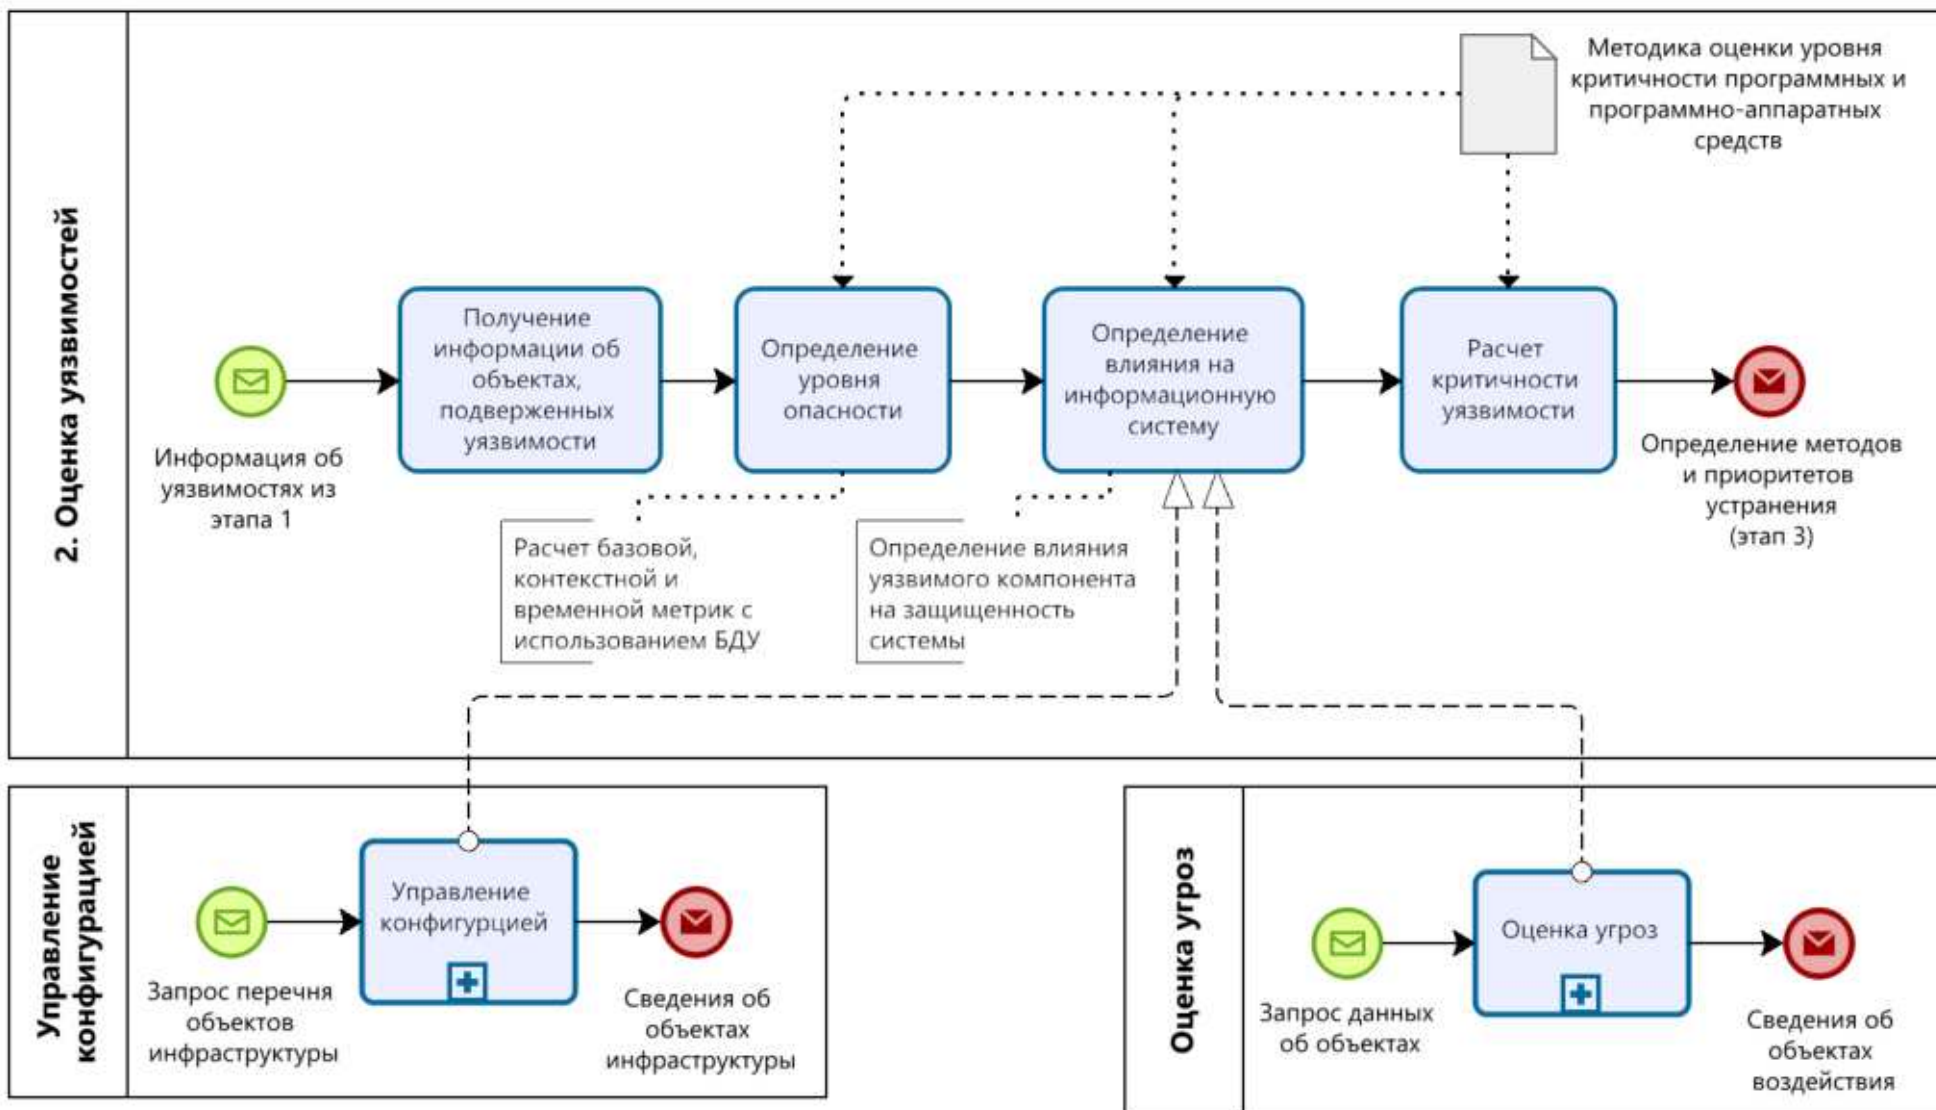 2. Оценка уязвимостей
Методика оценки уровня
критичности программных и
программно-аппаратных
средств
Информация об
уязвимостях из
этапа 1
Получение
информации об
объектах,
подверженных
уязвимости
Определение
уровня
опасности
Определение
влияния на
информационную
систему
Расчет
критичности
уязвимости
Определение методов
и приоритетов
устранения
(этап 3)
Расчет базовой,
контекстной и
временной метрик с
использованием БДУ
Определение влияния
уязвимого компонента
на защищенность
системы
Управление
конфигурацией
Запрос перечня
объектов
инфраструктуры
Управление
конфигурцией
Сведения об
объектах
инфраструктуры
Оценка угроз
Запрос данных
об объектах
Оценка угроз
Сведения об
объектах
воздействия